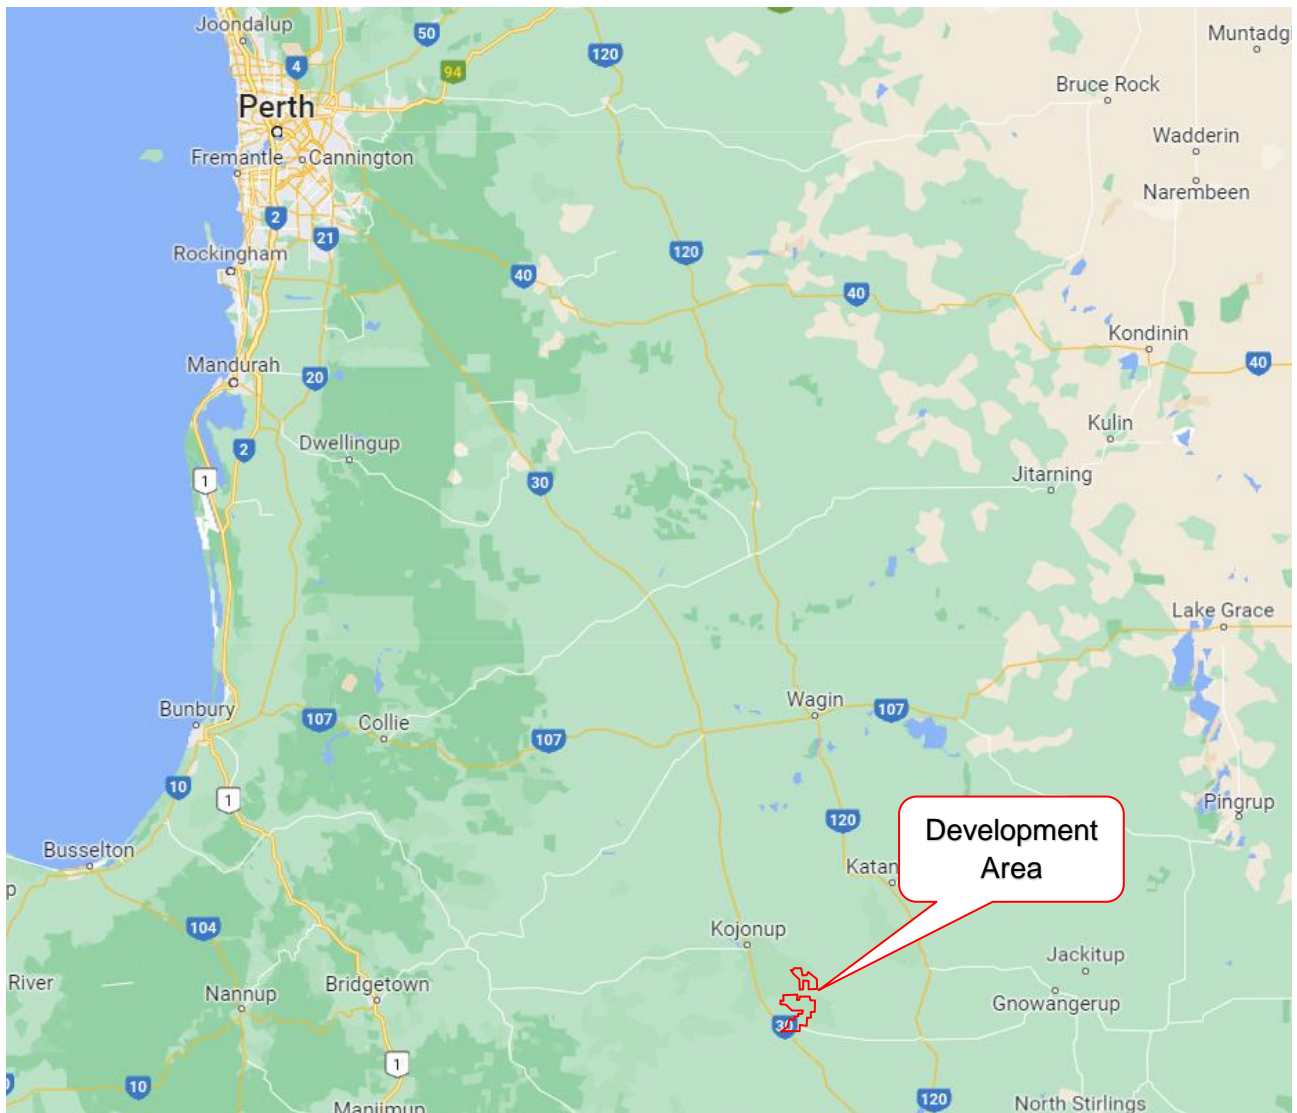 Joondalup
50
120
Muntadgi
4
94
Bruce Rock
Perth
Wadderin
Fremantle
Cannington
Narembeen
2
21
120
Rockingham
40
40
Kondinin
Mandurah
20
40
Kulin
Dwellingup
2
1
30
Jitarning
Lake Grace
Wagin
Bunbury
107
107
Collie
107
10
1
Pingrup
120
Development
Area
Busselton
Katan
p
104
Kojonup
Jackitup
River
Bridgetown
Nannup
Gnowangerup
30
1
10
120
Manjimup
North Stirlings